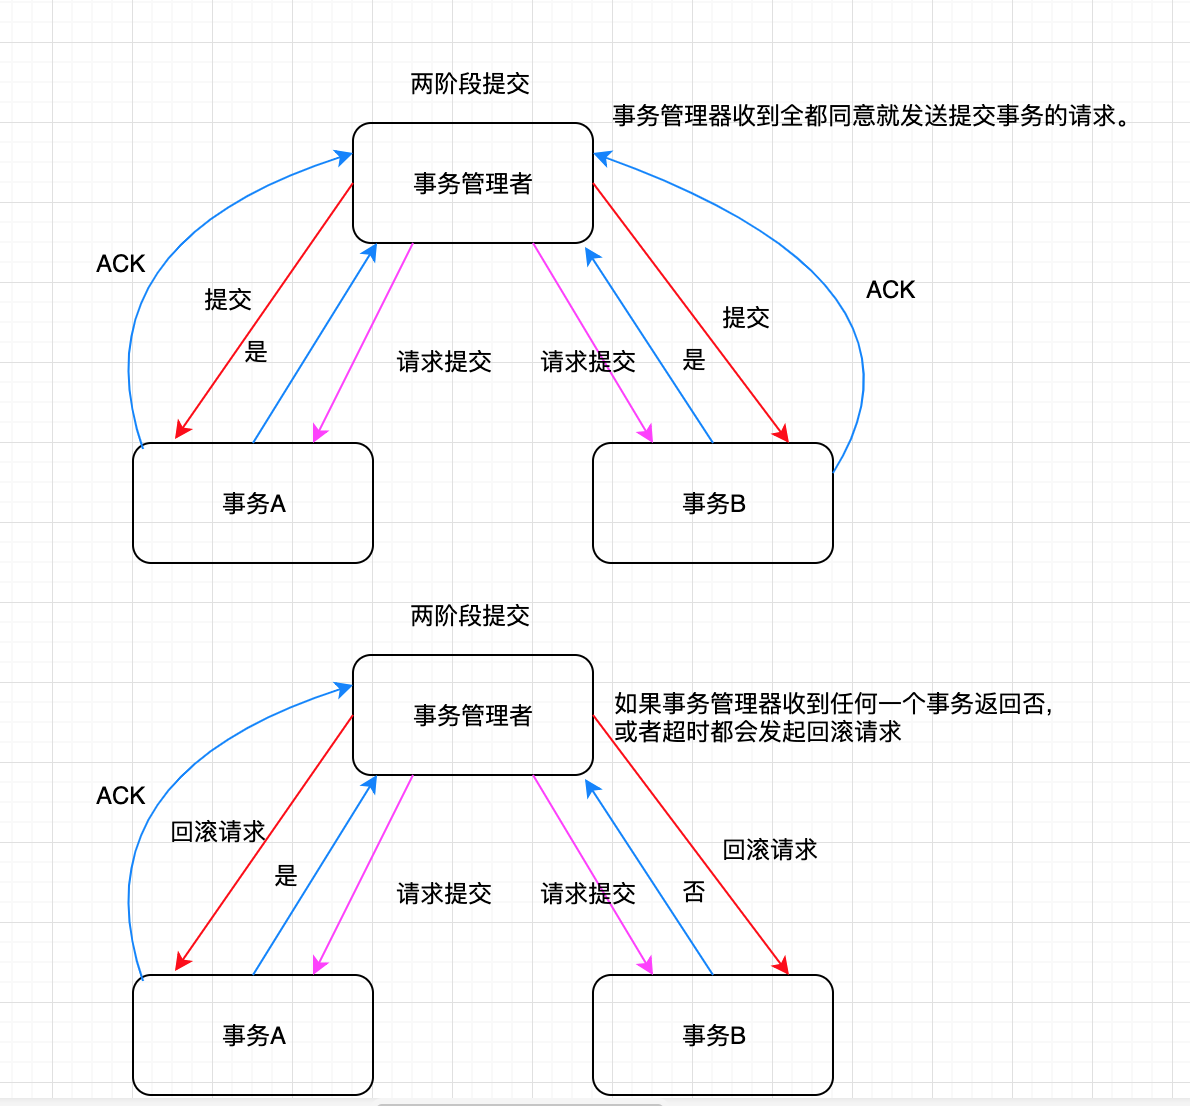 两阶段提交
事务管理器收到全都同意就发送提交事务的请求。
事务管理者
ACK
ACK
提交
提交
是
请求提交
请求提交
是
事务A
事务B
两阶段提交
如果事务管理器收到任何一个事务返回否,
或者超时都会发起回滚请求
事务管理者
ACK
回滚请求
回滚请求
是
请求提交
请求提交
否
事务A
事务B